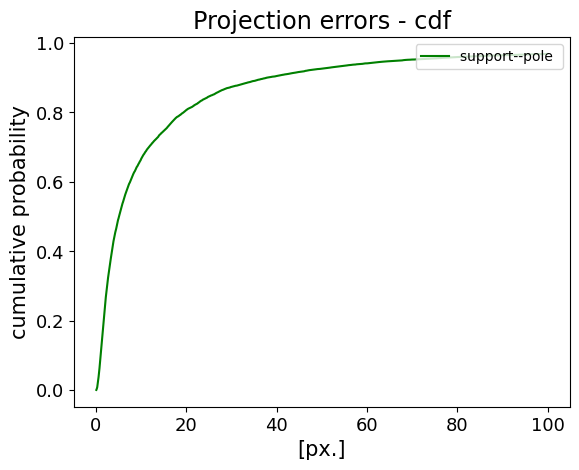 Projection errors - cdf
support--pole
cumulative probability
1.0
0.8
0.6
0.4
0.2
0.0
0 20 40 60 80 100
[px.]